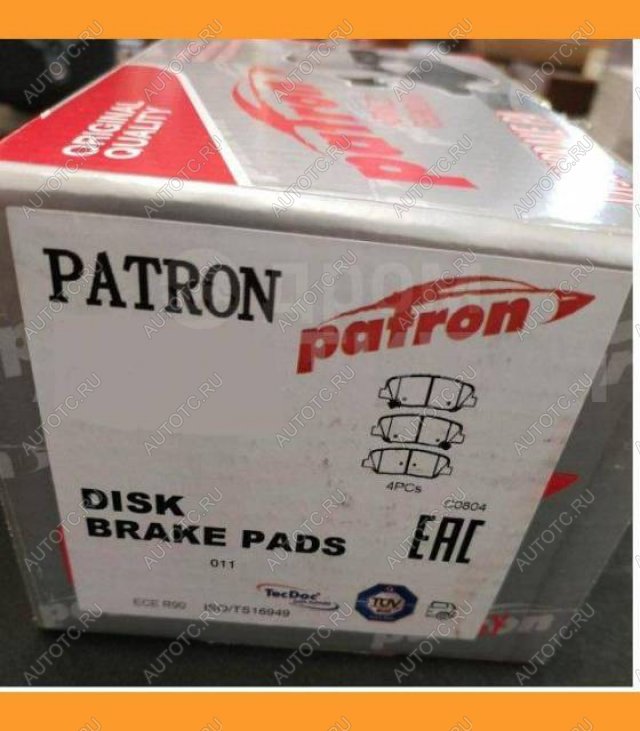 ORIGINAL
QUALITY
patron
PATRON
patron
4PCs
C0804
DISK
BRAKE PADS
EAC
011
TecDoc
TÜV
ECE R90 ISO/TS16949
AUTOTC.RU